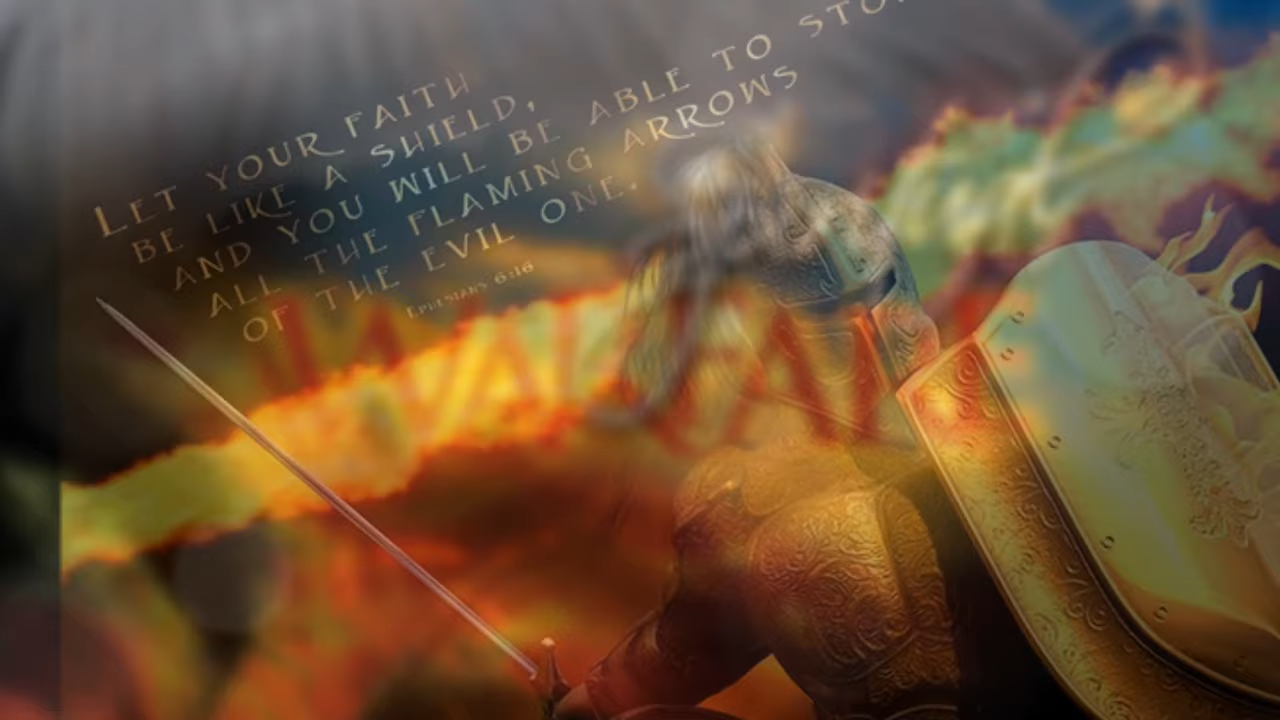 LET YOUR FAITH
BE LIKE A SHIELD,
AND YOU WILL BE ABLE TO
ALL THE FLAMING ARROWS
OF THE EVIL ONE.
EPHESIANS 6:16